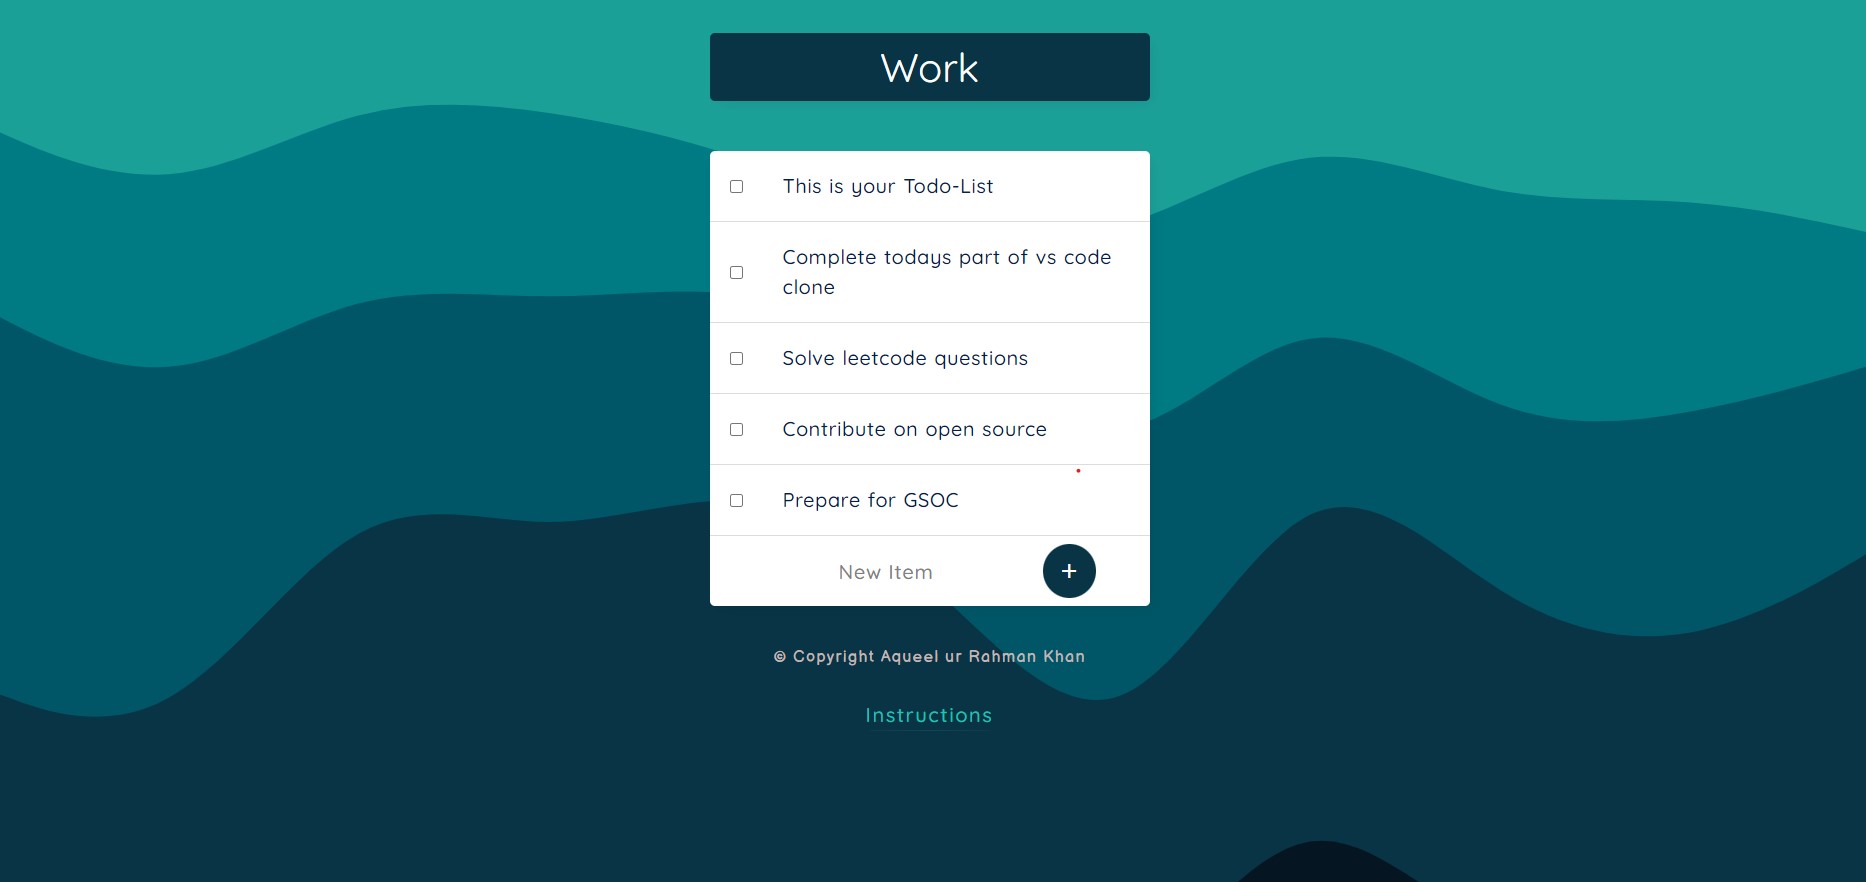 Work
This is your Todo-List
Complete todays part of vs code
clone
Solve leetcode questions
Contribute on open source
Prepare for GSOC
New Item
+
© Copyright Aqueel ur Rahman Khan
Instructions